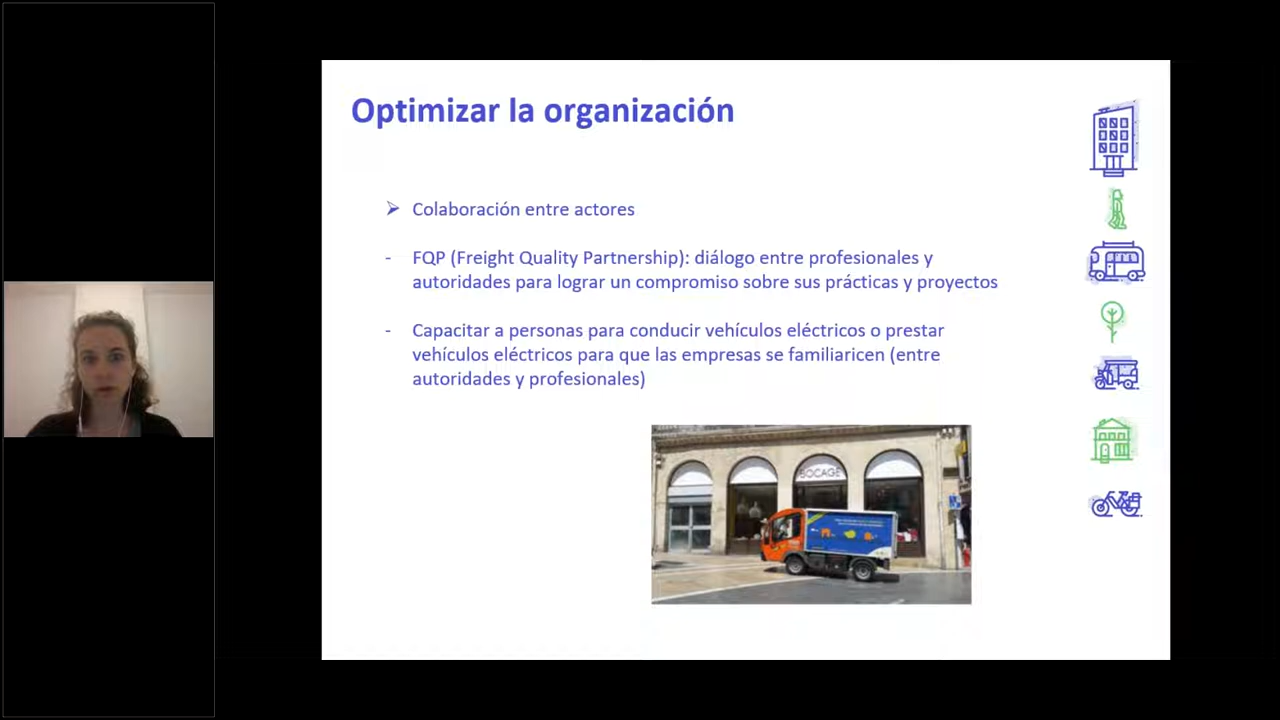 Optimizar la organización
➢ Colaboración entre actores
- FQP (Freight Quality Partnership): diálogo entre profesionales y
autoridades para lograr un compromiso sobre sus prácticas y proyectos
- Capacitar a personas para conducir vehículos eléctricos o prestar
vehículos eléctricos para que las empresas se familiaricen (entre
autoridades y profesionales)
BOCAGE